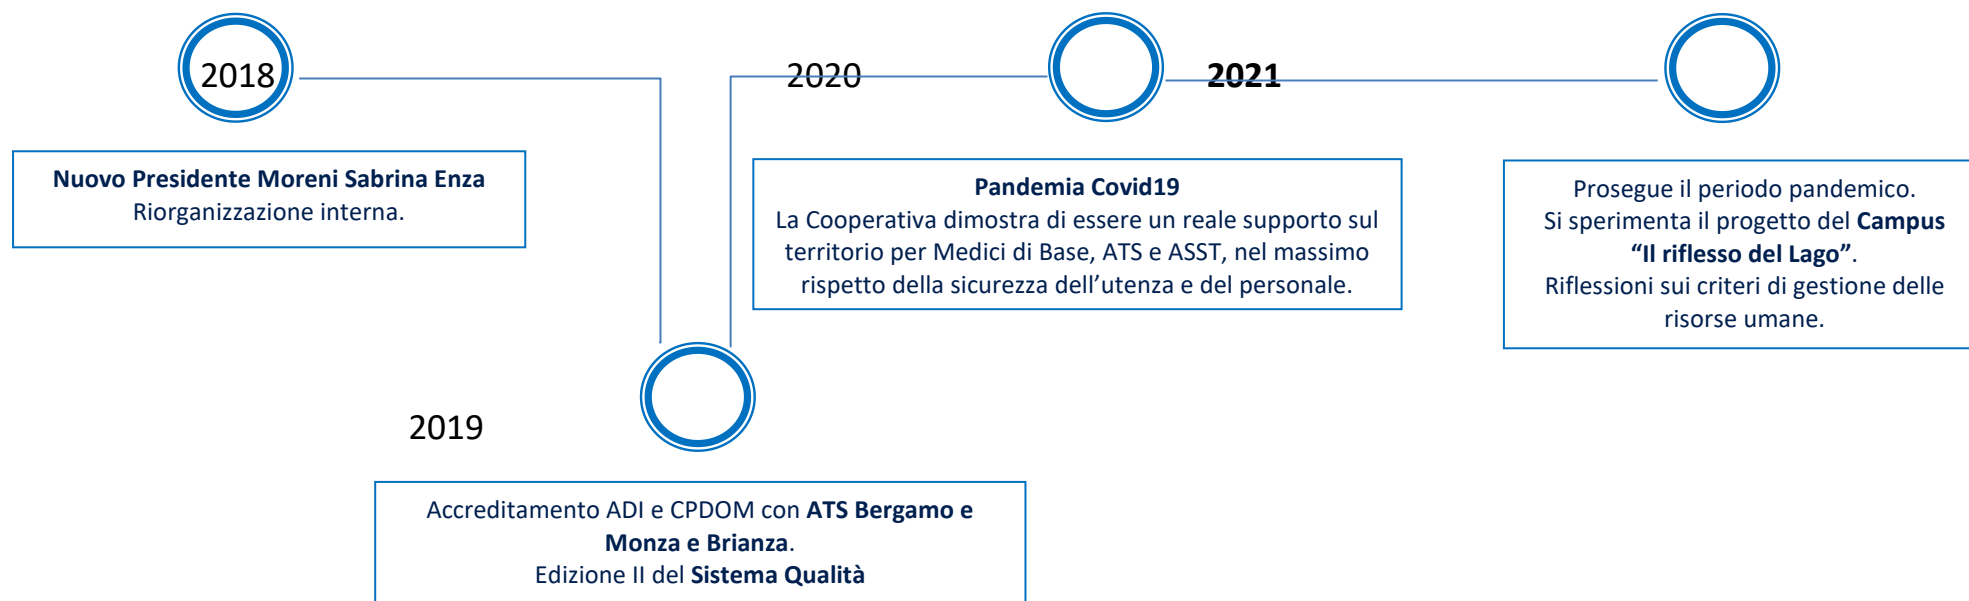 2018
Nuovo Presidente Moreni Sabrina Enza
Riorganizzazione interna.
2019
Accreditamento ADI e CPDOM con ATS Bergamo e
Monza e Brianza.
Edizione II del Sistema Qualità
2020
Pandemia Covid19
La Cooperativa dimostra di essere un reale supporto sul
territorio per Medici di Base, ATS e ASST, nel massimo
rispetto della sicurezza dell’utenza e del personale.
2021
Prosegue il periodo pandemico.
Si sperimenta il progetto del Campus
“Il riflesso del Lago”.
Riflessioni sui criteri di gestione delle
risorse umane.